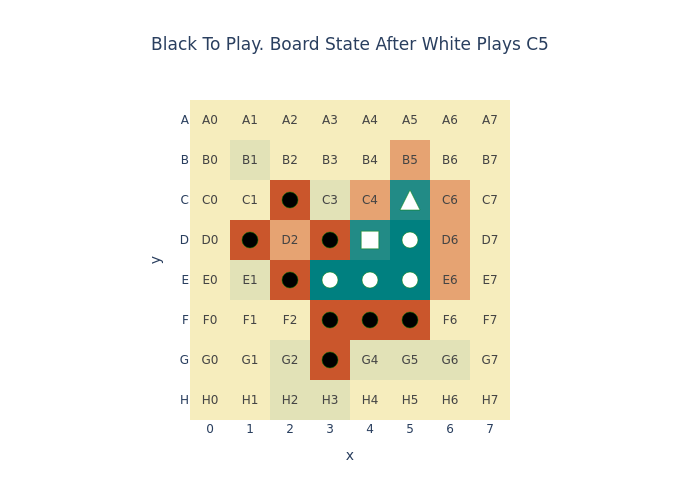 Black To Play. Board State After White Plays C5
A A0 A1 A2 A3 A4 A5 A6 A7
B B0 B1 B2 B3 B4 B5 B6 B7
C C0 C1 C3 C4 C6 C7
D D0 D2 D6 D7
E E0 E1 E6 E7
F F0 F1 F2 F6 F7
G G0 G1 G2 G4 G5 G6 G7
H H0 H1 H2 H3 H4 H5 H6 H7
0 1 2 3 4 5 6 7
x
y